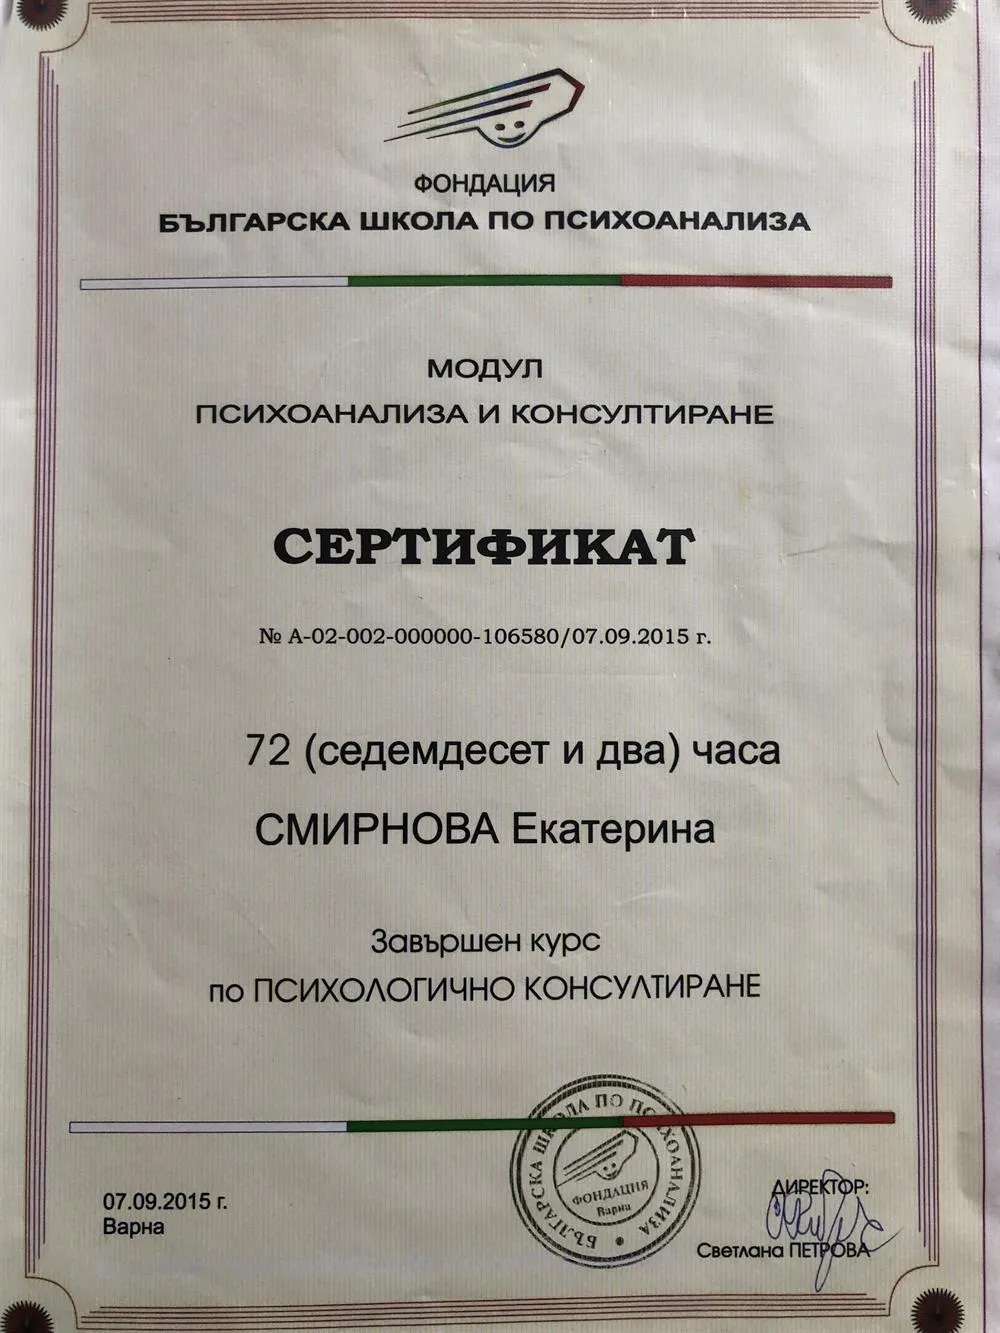 ФОНДАЦИЯ
БЪЛГАРСКА ШКОЛА ПО ПСИХОАНАЛИЗА
МОДУЛ
ПСИХОАНАЛИЗА И КОНСУЛТИРАНЕ
СЕРТИФИКАТ
№ А-02-002-000000-106580/07.09.2015 г.
72 (седемдесет и два) часа
СМИРНОВА Екатерина
Завършен курс
по ПСИХОЛОГИЧНО КОНСУЛТИРАНЕ
БЪЛГАРСКА ШКОЛА ПО ПСИХОАНАЛИЗА
ФОНДАЦИЯ
Варна
07.09.2015 г.
Варна
ДИРЕКТОР:
Светлана ПЕТРОВА